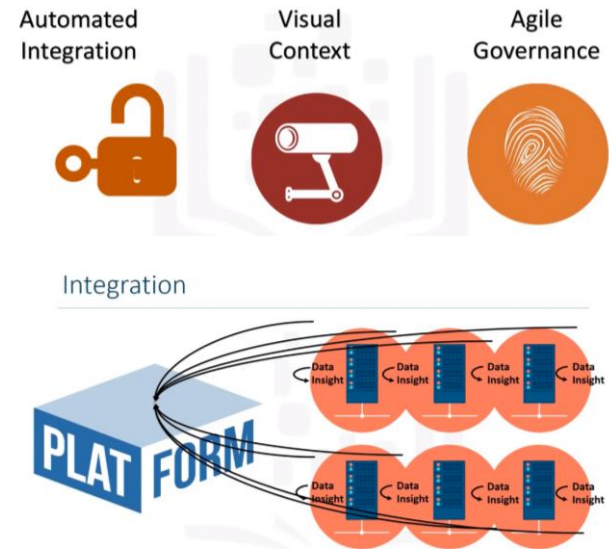 Automated
Integration
Visual
Context
Agile
Governance
Integration
PLAT
FORM
Data
Insight
Data
Insight
Data
Insight
Data
Insight
Data
Insight
Data
Insight
Data
Insight
Data
Insight